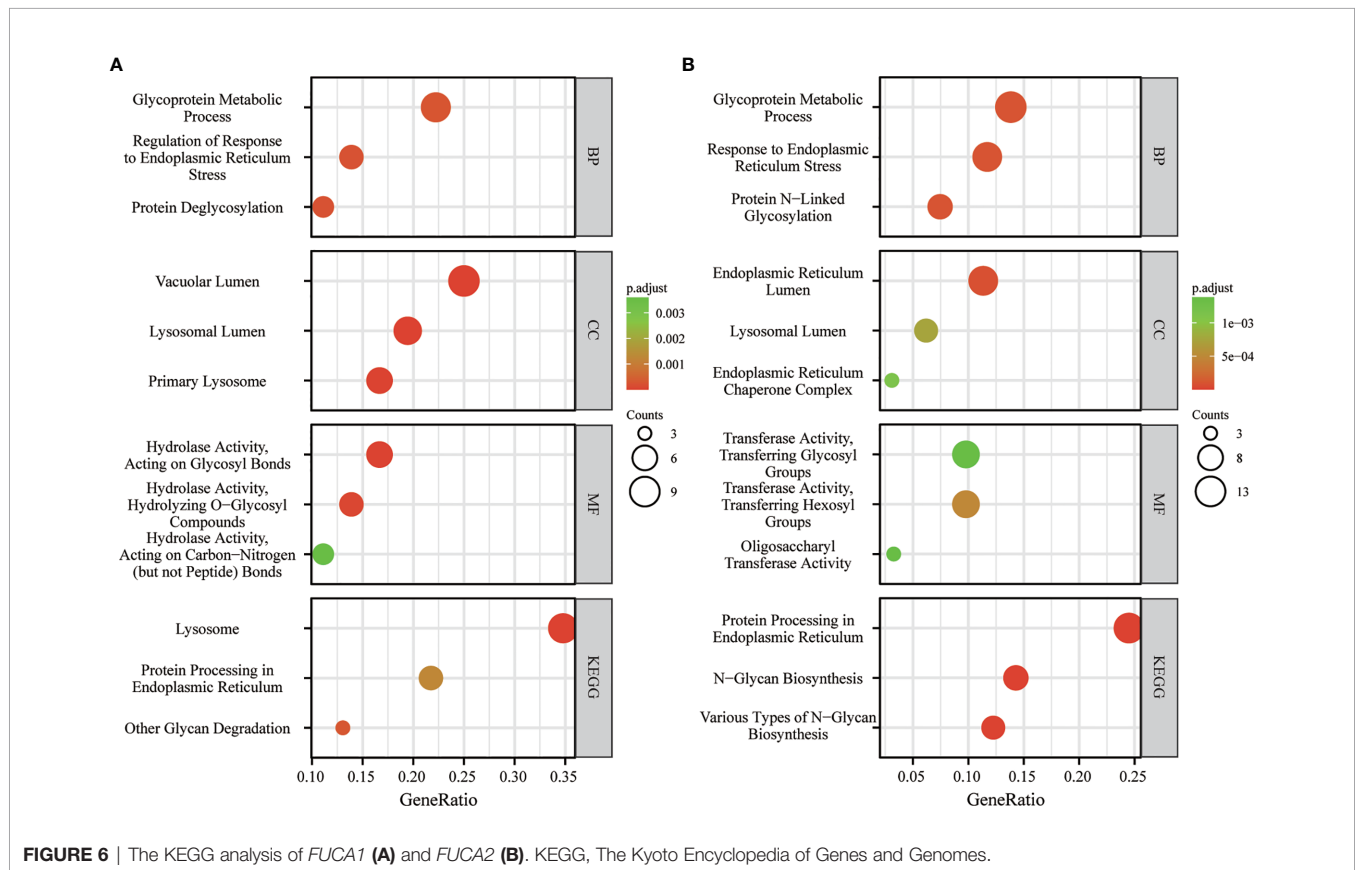 A
Glycoprotein Metabolic
Process
Regulation of Response
to Endoplasmic Reticulum
Stress
Protein Deglycosylation
BP
Vacuolar Lumen
Lysosomal Lumen
Primary Lysosome
CC
Hydrolase Activity,
Acting on Glycosyl Bonds
Hydrolase Activity,
Hydrolyzing O−Glycosyl
Compounds
Hydrolase Activity,
Acting on Carbon−Nitrogen
(but not Peptide) Bonds
MF
Lysosome
Protein Processing in
Endoplasmic Reticulum
Other Glycan Degradation
KEGG
0.10 0.15 0.20 0.25 0.30 0.35
GeneRatio
p.adjust
0.003
0.002
0.001
Counts
3
6
9
B
Glycoprotein Metabolic
Process
Response to Endoplasmic
Reticulum Stress
Protein N−Linked
Glycosylation
BP
Endoplasmic Reticulum
Lumen
Lysosomal Lumen
Endoplasmic Reticulum
Chaperone Complex
CC
Transferase Activity,
Transferring Glycosyl
Groups
Transferase Activity,
Transferring Hexosyl
Groups
Oligosaccharyl
Transferase Activity
MF
Protein Processing in
Endoplasmic Reticulum
N−Glycan Biosynthesis
Various Types of N−Glycan
Biosynthesis
KEGG
0.05 0.10 0.15 0.20 0.25
GeneRatio
p.adjust
1e−03
5e−04
Counts
3
8
13
FIGURE 6 | The KEGG analysis of FUCA1 (A) and FUCA2 (B). KEGG, The Kyoto Encyclopedia of Genes and Genomes.